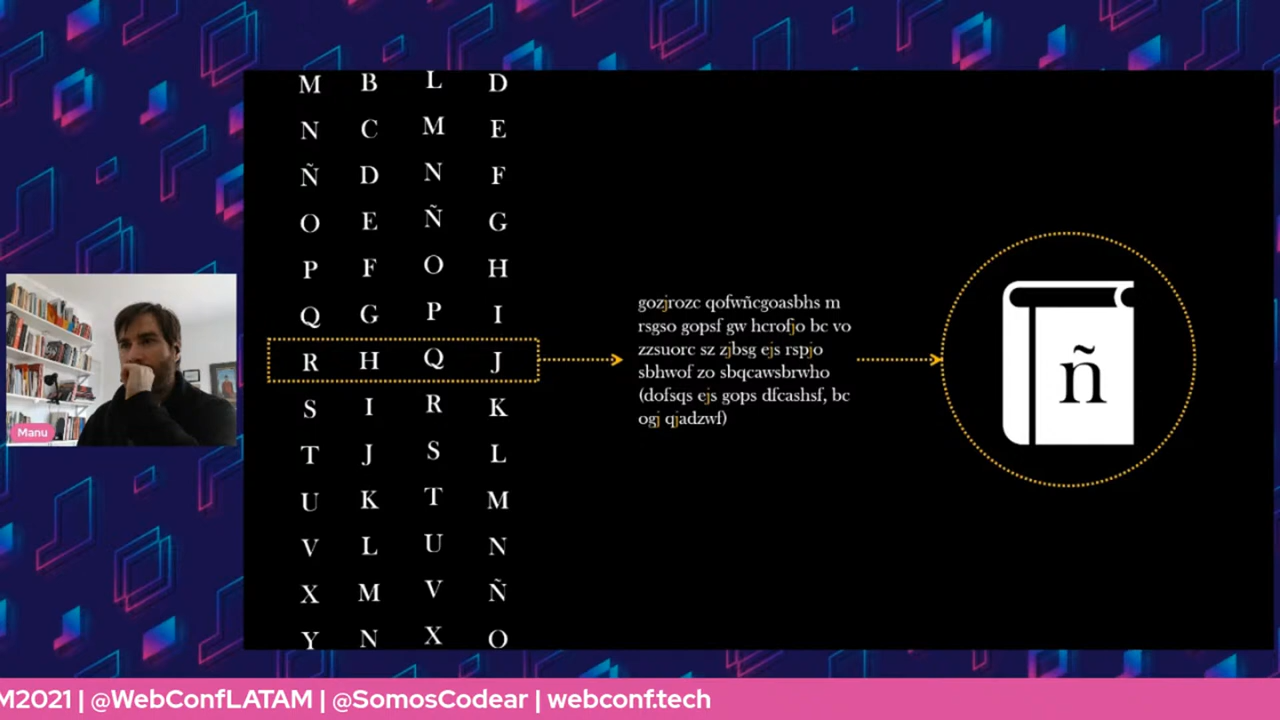 M B L D
N C M E
Ñ D N F
O E Ñ G
P F O H
Q G P I
R H Q J
S I R K
T J S L
U K T M
V L U N
X M V Ñ
Y N X O
gozjrozc qofwñcgoasbhs m
rsgso gopsf gw hcrofjo bc vo
zzsuorc sz zjbsg ejs rspjo
sbhwof zo sbqcawsbrwho
(dofsqs ejs gops dfcashsf, bc
ogj qjadzwf)
ñ
Manu
M2021 | @WebConfLATAM | @SomosCodear | webconf.tech